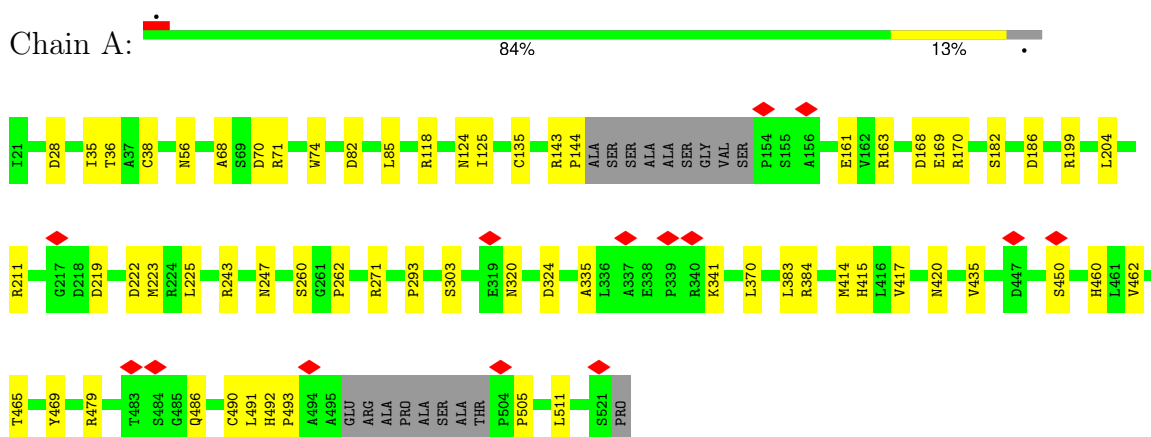 Chain A:
84% 13%
I21 D28 I35 T36 A37 C38 N56 A68 S69 D70 R71 W74 D82 L85 R118 N124 I125 C135 R143 P144 ALA SER SER ALA ALA SER GLY VAL SER P154 S155 A156 E161 V162 R163 D168 E169 R170 S182 D186 R199 L204
R211 G217 D218 D219 D222 M223 R224 L225 R243 N247 S260 G261 P262 R271 P293 S303 E319 N320 D324 A335 L336 A337 E338 P339 R340 K341 L370 L383 R384 M414 H415 L416 V417 N420 V435 D447 S450 H460 L461 V462
T465 Y469 R479 T483 S484 G485 Q486 C490 L491 H492 P493 A494 A495 GLU ARG ALA PRO ALA SER ALA THR P504 P505 L511 S521 PRO